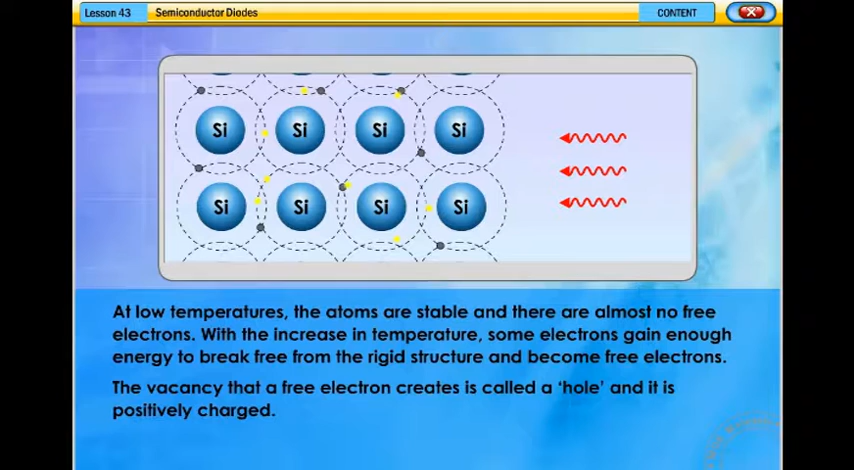 Lesson 43
Semiconductor Diodes
CONTENT
Si Si Si Si
Si Si Si Si
At low temperatures, the atoms are stable and there are almost no free
electrons. With the increase in temperature, some electrons gain enough
energy to break free from the rigid structure and become free electrons.
The vacancy that a free electron creates is called a ‘hole’ and it is
positively charged.